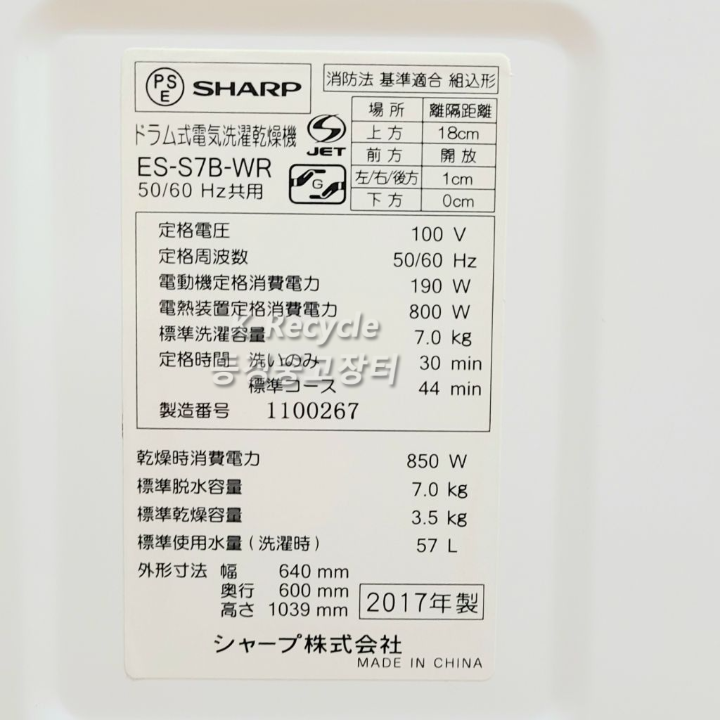 PSE SHARP
消防法 基準適合 組込形
場所 離隔距離
上方 18cm
前方 開放
左/右/後方 1cm
下方 0cm
ドラム式電気洗濯乾燥機
S JET
ES-S7B-WR
50/60 Hz共用
G
定格電圧 100 V
定格周波数 50/60 Hz
電動機定格消費電力 190 W
電熱装置定格消費電力 800 W
標準洗濯容量 7.0 kg
K Recycle
定格時間 洗いのみ 30 min
동경중고장터
標準コース 44 min
製造番号 1100267
乾燥時消費電力 850 W
標準脱水容量 7.0 kg
標準乾燥容量 3.5 kg
標準使用水量(洗濯時) 57 L
外形寸法 幅 640 mm
奥行 600 mm
高さ 1039 mm
2017年製
シャープ株式会社
MADE IN CHINA